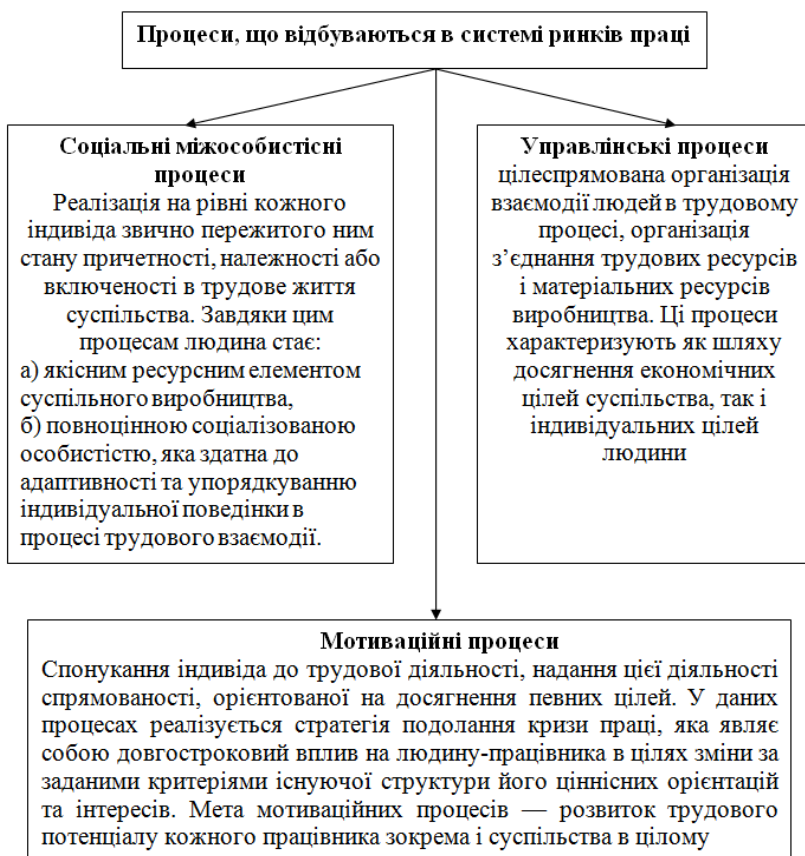 Процеси, що відбуваються в системі ринків праці
Соціальні міжособистісні
процеси
Реалізація на рівні кожного
індивіда звично пережитого ним
стану причетності, належності або
включеності в трудове життя
суспільства. Завдяки цим
процесам людина стає:
а) якісним ресурсним елементом
суспільного виробництва,
б) повноцінною соціалізованою
особистістю, яка здатна до
адаптивності та упорядкуванню
індивідуальної поведінки в
процесі трудового взаємодії.
Управлінські процеси
цілеспрямована організація
взаємодії людей в трудовому
процесі, організація
з’єднання трудових ресурсів
і матеріальних ресурсів
виробництва. Ці процеси
характеризують як шляху
досягнення економічних
цілей суспільства, так і
індивідуальних цілей
людини
Мотиваційні процеси
Спонукання індивіда до трудової діяльності, надання цієї діяльності
спрямованості, орієнтованої на досягнення певних цілей. У даних
процесах реалізується стратегія подолання кризи праці, яка являє
собою довгостроковий вплив на людину-працівника в цілях зміни за
заданими критеріями існуючої структури його ціннісних орієнтацій
та інтересів. Мета мотиваційних процесів — розвиток трудового
потенціалу кожного працівника зокрема і суспільства в цілому